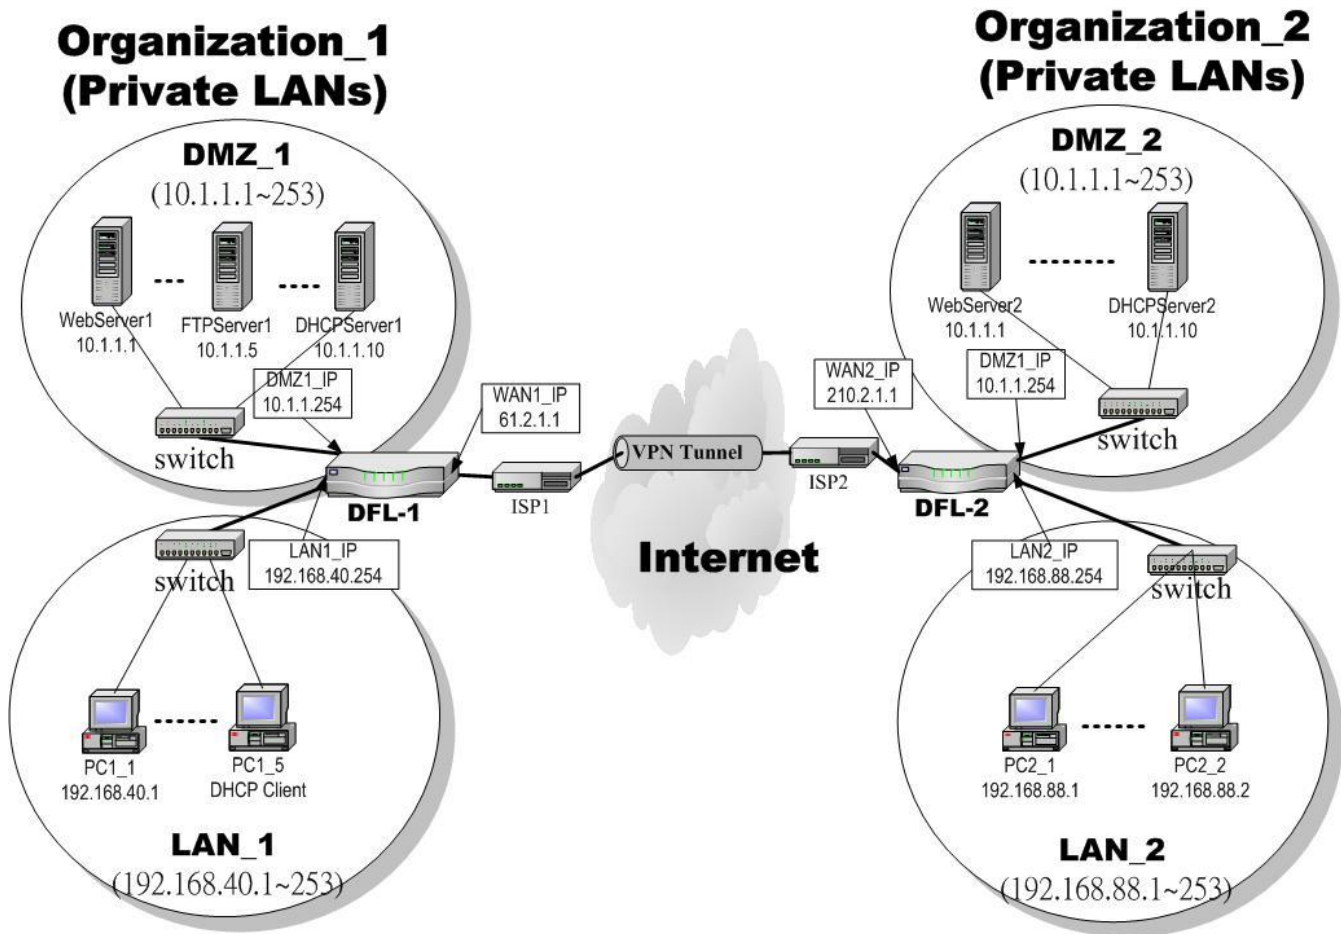 Organization_1
(Private LANs)
Organization_2
(Private LANs)
DMZ_1
(10.1.1.1~253)
WebServer1
10.1.1.1
FTPServer1
10.1.1.5
DHCPServer1
10.1.1.10
DMZ1_IP
10.1.1.254
switch
WAN1_IP
61.2.1.1
DFL-1
ISP1
VPN Tunnel
Internet
ISP2
WAN2_IP
210.2.1.1
DFL-2
DMZ_2
(10.1.1.1~253)
WebServer2
10.1.1.1
DHCPServer2
10.1.1.10
DMZ1_IP
10.1.1.254
switch
LAN1_IP
192.168.40.254
switch
PC1_1
192.168.40.1
PC1_5
DHCP Client
LAN_1
(192.168.40.1~253)
LAN2_IP
192.168.88.254
switch
PC2_1
192.168.88.1
PC2_2
192.168.88.2
LAN_2
(192.168.88.1~253)